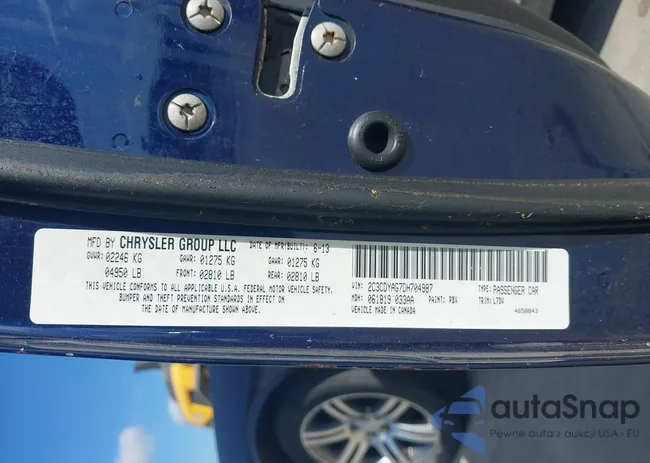 MFD BY CHRYSLER GROUP LLC DATE OF MFR(BUILT): 6-13
GVWR: 02246 KG GAWR: 01275 KG GAWR: 01275 KG
04950 LB FRONT: 02810 LB REAR: 02810 LB
THIS VEHICLE CONFORMS TO ALL APPLICABLE U.S.A. FEDERAL MOTOR VEHICLE SAFETY,
BUMPER AND THEFT PREVENTION STANDARDS IN EFFECT ON
THE DATE OF MANUFACTURE SHOWN ABOVE.
VIN: 2C3CDYAG7DH704987 TYPE: PASSENGER CAR
MDH: 061819 033AA PAINT: PBX TRIM: L7DV
VEHICLE MADE IN CANADA 4658843
autaSnap
Pewne auta z aukcji USA i EU